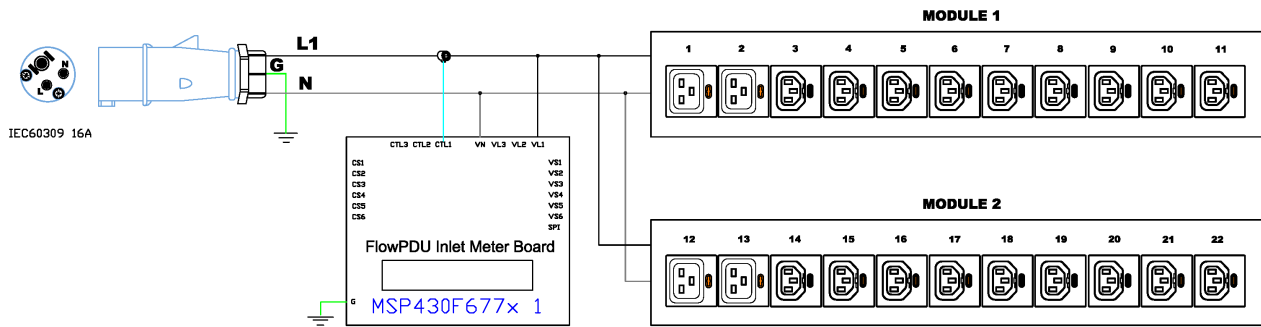 MODULE 1
1 2 3 4 5 6 7 8 9 10 11
L1
G
N
N
L
IEC60309 16A
CTL3 CTL2 CTL1 VN VL3 VL2 VL1
CS1
CS2
CS3
CS4
CS5
CS6
VS1
VS2
VS3
VS4
VS5
VS6
SPI
FlowPDU Inlet Meter Board
MSP430F677x 1
G
MODULE 2
12 13 14 15 16 17 18 19 20 21 22